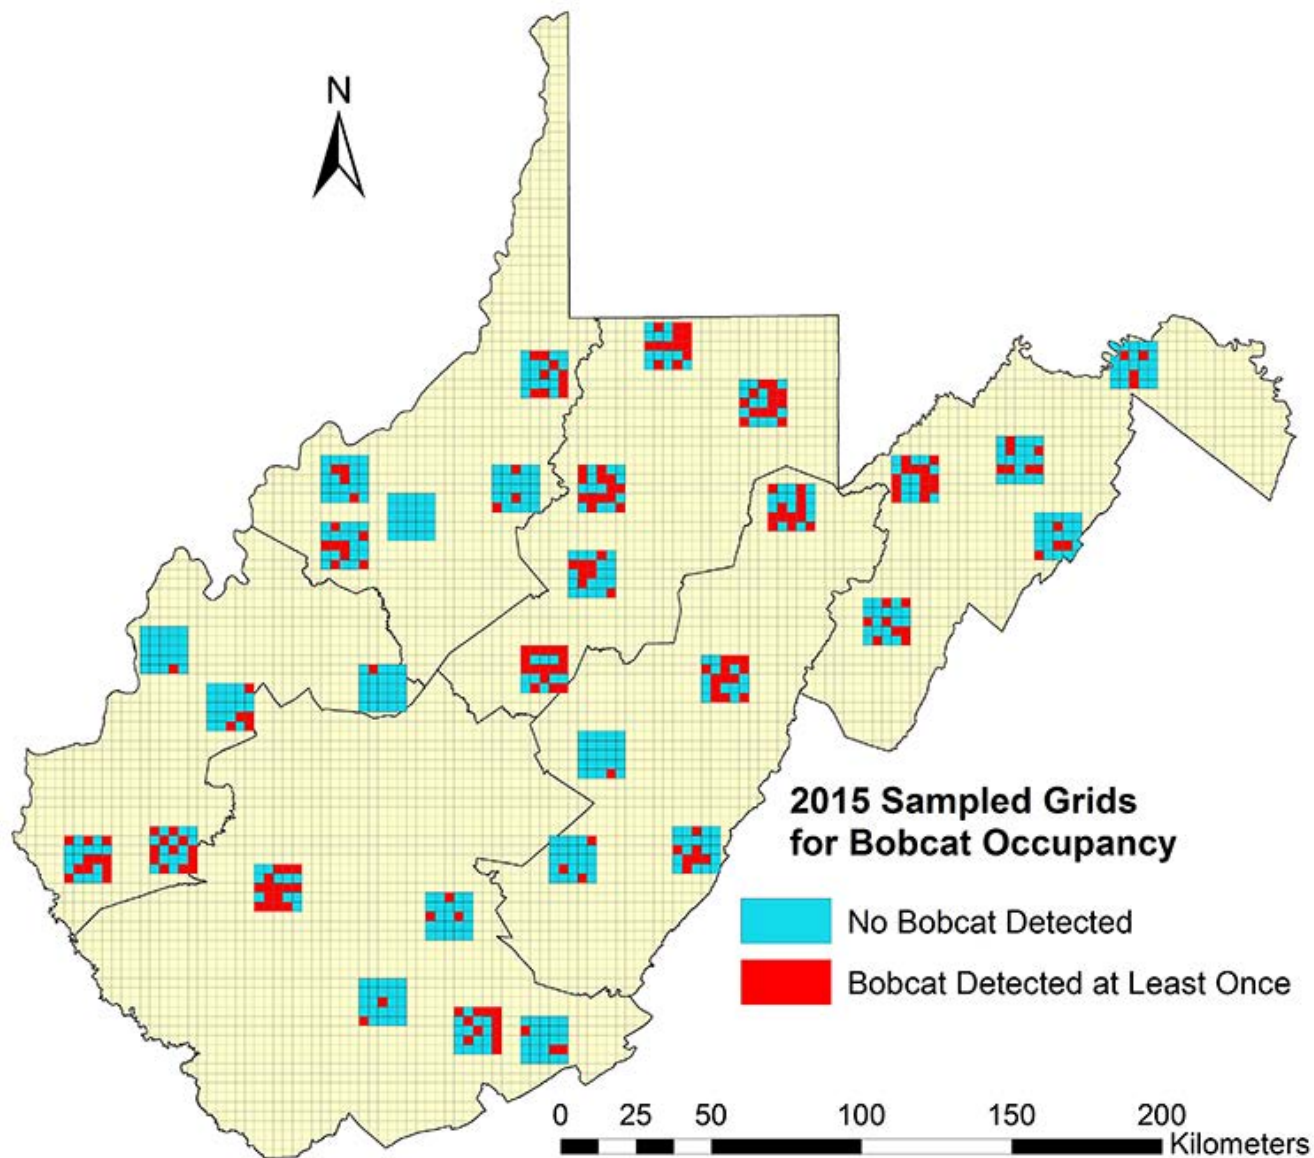 N
2015 Sampled Grids
for Bobcat Occupancy
No Bobcat Detected
Bobcat Detected at Least Once
0 25 50 100 150 200
Kilometers